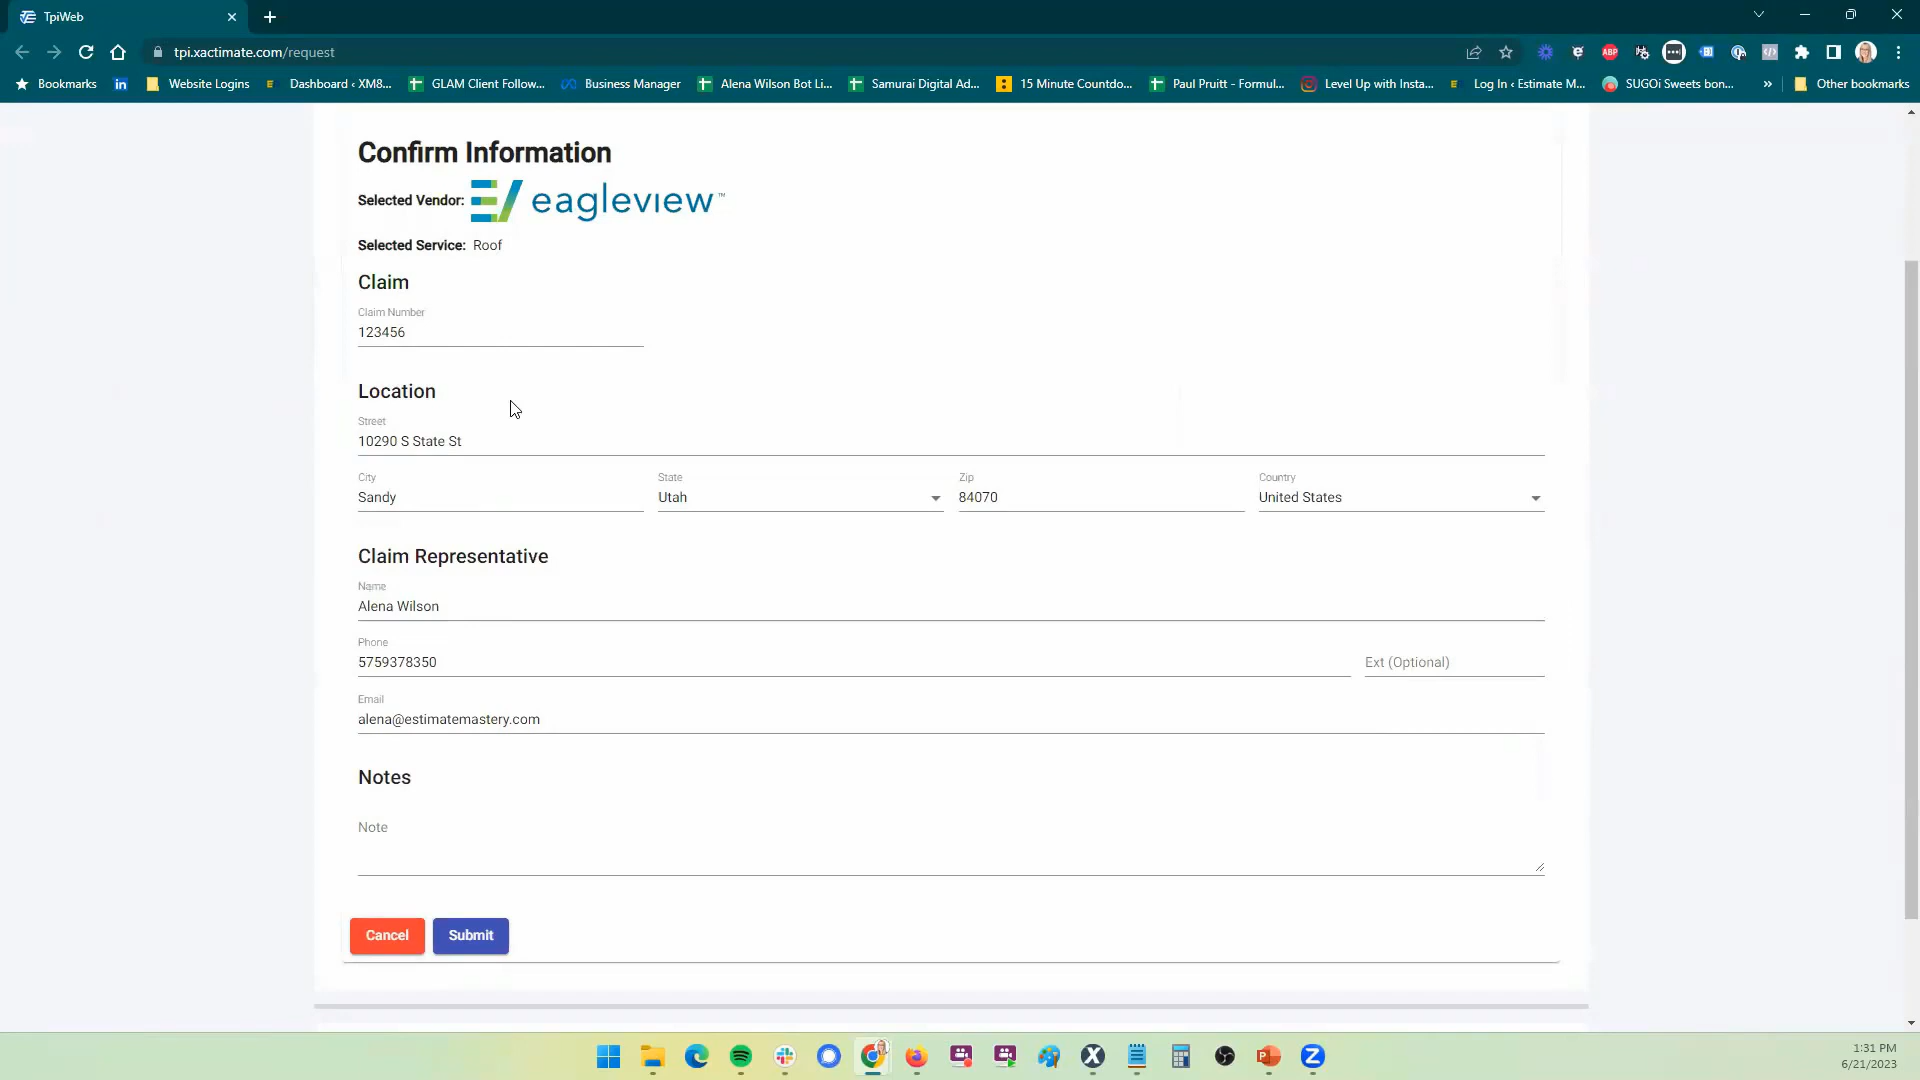 TpiWeb
tpi.xactimate.com/request
ABP
Bookmarks
Website Logins
Dashboard ‹ XM8...
GLAM Client Follow...
Business Manager
Alena Wilson Bot Li...
Samurai Digital Ad...
15 Minute Countdo...
Paul Pruitt - Formul...
Level Up with Insta...
Log In ‹ Estimate M...
SUGOi Sweets bon...
»
Other bookmarks
Confirm Information
Selected Vendor: eagleview™
Selected Service: Roof
Claim
Claim Number
123456
Location
Street
10290 S State St
City State Zip Country
Sandy Utah 84070 United States
Claim Representative
Name
Alena Wilson
Phone
5759378350 Ext (Optional)
Email
alena@estimatemastery.com
Notes
Note
Cancel Submit
1:31 PM
6/21/2023